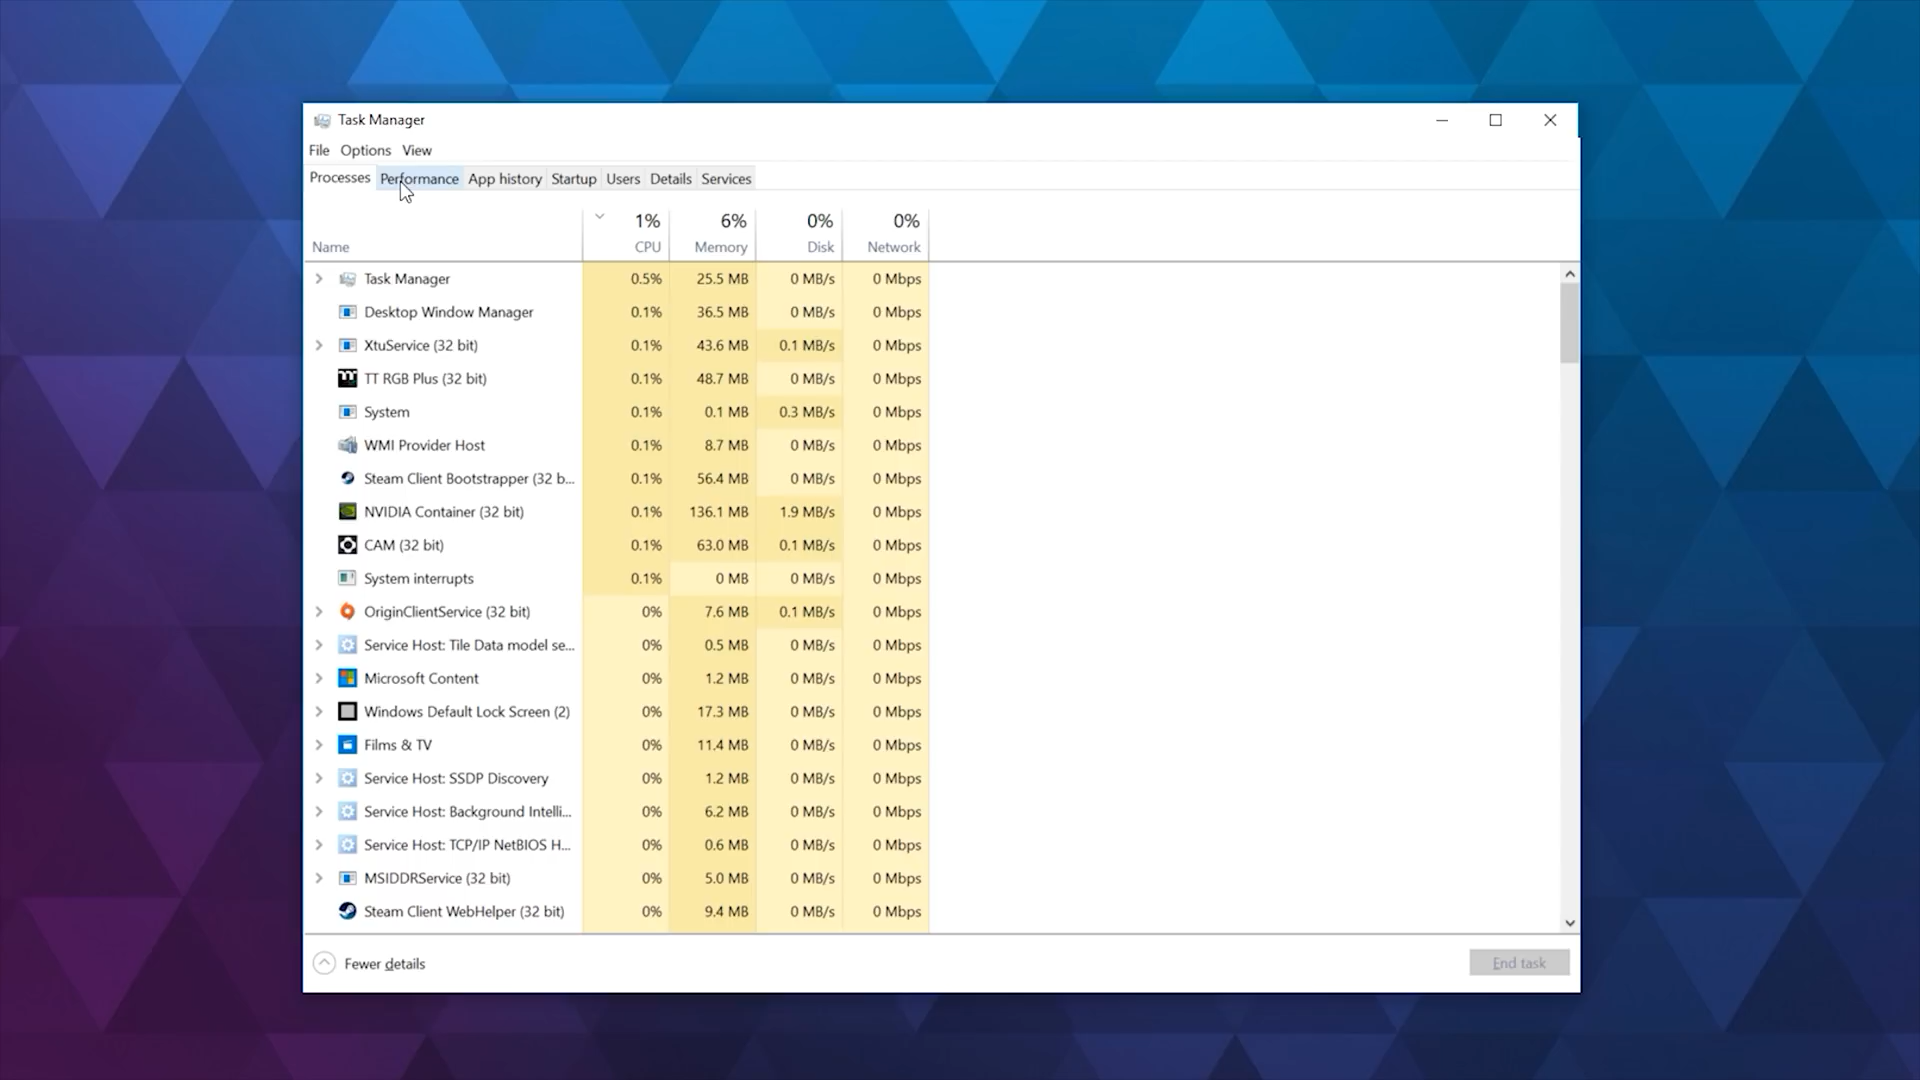 Task Manager
File Options View
Processes Performance App history Startup Users Details Services
1% 6% 0% 0%
Name CPU Memory Disk Network
Task Manager 0.5% 25.5 MB 0 MB/s 0 Mbps
Desktop Window Manager 0.1% 36.5 MB 0 MB/s 0 Mbps
XtuService (32 bit) 0.1% 43.6 MB 0.1 MB/s 0 Mbps
TT RGB Plus (32 bit) 0.1% 48.7 MB 0 MB/s 0 Mbps
System 0.1% 0.1 MB 0.3 MB/s 0 Mbps
WMI Provider Host 0.1% 8.7 MB 0 MB/s 0 Mbps
Steam Client Bootstrapper (32 b... 0.1% 56.4 MB 0 MB/s 0 Mbps
NVIDIA Container (32 bit) 0.1% 136.1 MB 1.9 MB/s 0 Mbps
CAM (32 bit) 0.1% 63.0 MB 0.1 MB/s 0 Mbps
System interrupts 0.1% 0 MB 0 MB/s 0 Mbps
OriginClientService (32 bit) 0% 7.6 MB 0.1 MB/s 0 Mbps
Service Host: Tile Data model se... 0% 0.5 MB 0 MB/s 0 Mbps
Microsoft Content 0% 1.2 MB 0 MB/s 0 Mbps
Windows Default Lock Screen (2) 0% 17.3 MB 0 MB/s 0 Mbps
Films & TV 0% 11.4 MB 0 MB/s 0 Mbps
Service Host: SSDP Discovery 0% 1.2 MB 0 MB/s 0 Mbps
Service Host: Background Intelli... 0% 6.2 MB 0 MB/s 0 Mbps
Service Host: TCP/IP NetBIOS H... 0% 0.6 MB 0 MB/s 0 Mbps
MSIDDRService (32 bit) 0% 5.0 MB 0 MB/s 0 Mbps
Steam Client WebHelper (32 bit) 0% 9.4 MB 0 MB/s 0 Mbps
Fewer details End task